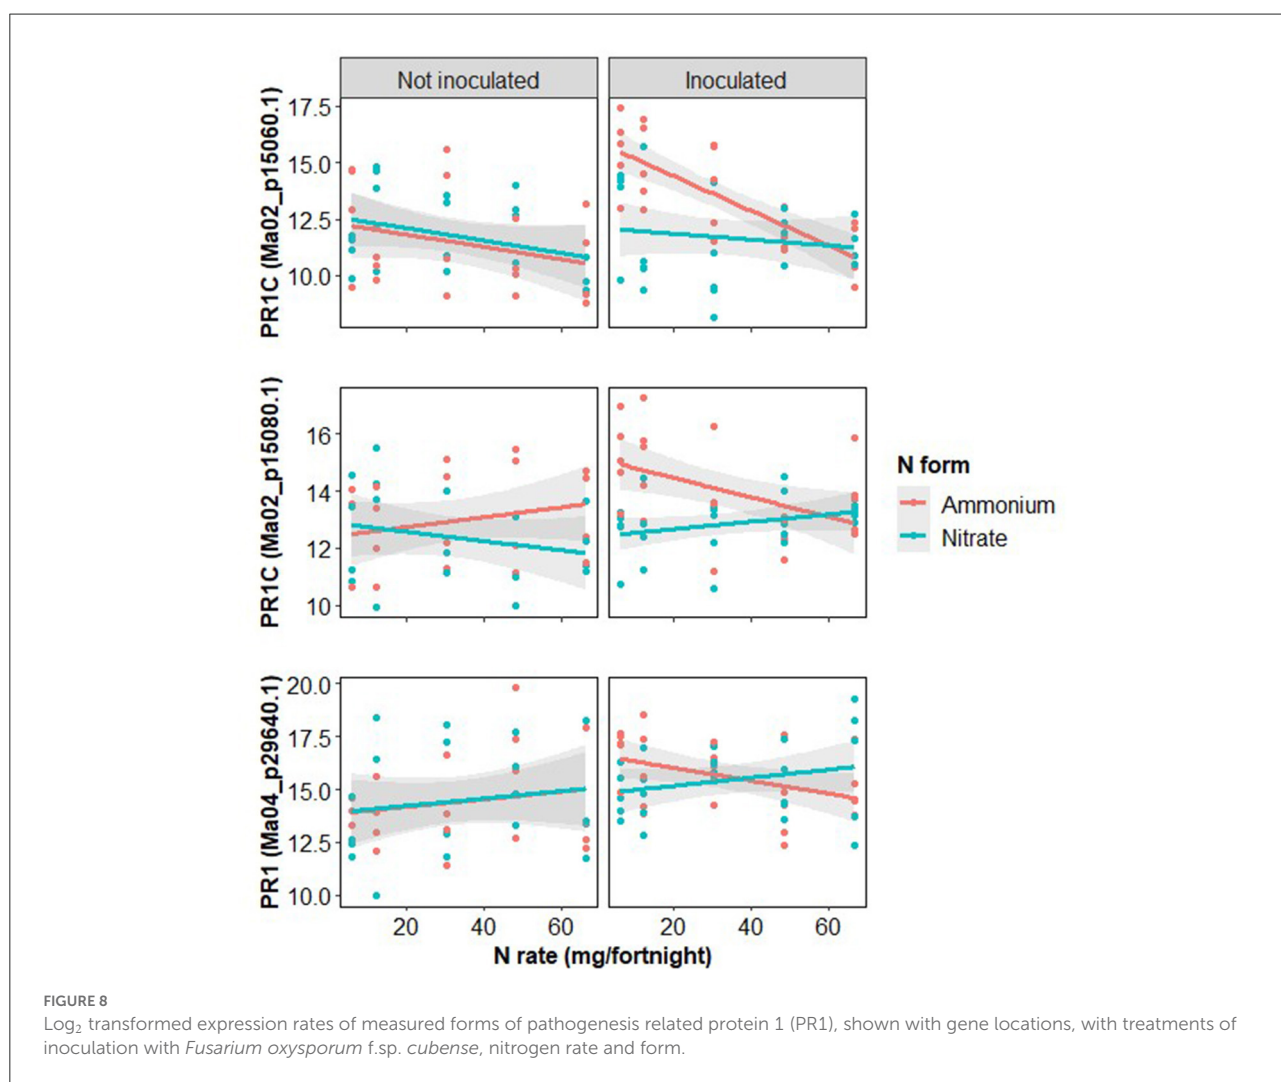 Not inoculated
Inoculated
PR1C (Ma02_p15060.1)
17.5
15.0
12.5
10.0
PR1C (Ma02_p15080.1)
16
14
12
10
N form
Ammonium
Nitrate
PR1 (Ma04_p29640.1)
20.0
17.5
15.0
12.5
10.0
20
40
60
20
40
60
N rate (mg/fortnight)
FIGURE 8
Log₂ transformed expression rates of measured forms of pathogenesis related protein 1 (PR1), shown with gene locations, with treatments of
inoculation with Fusarium oxysporum f.sp. cubense, nitrogen rate and form.